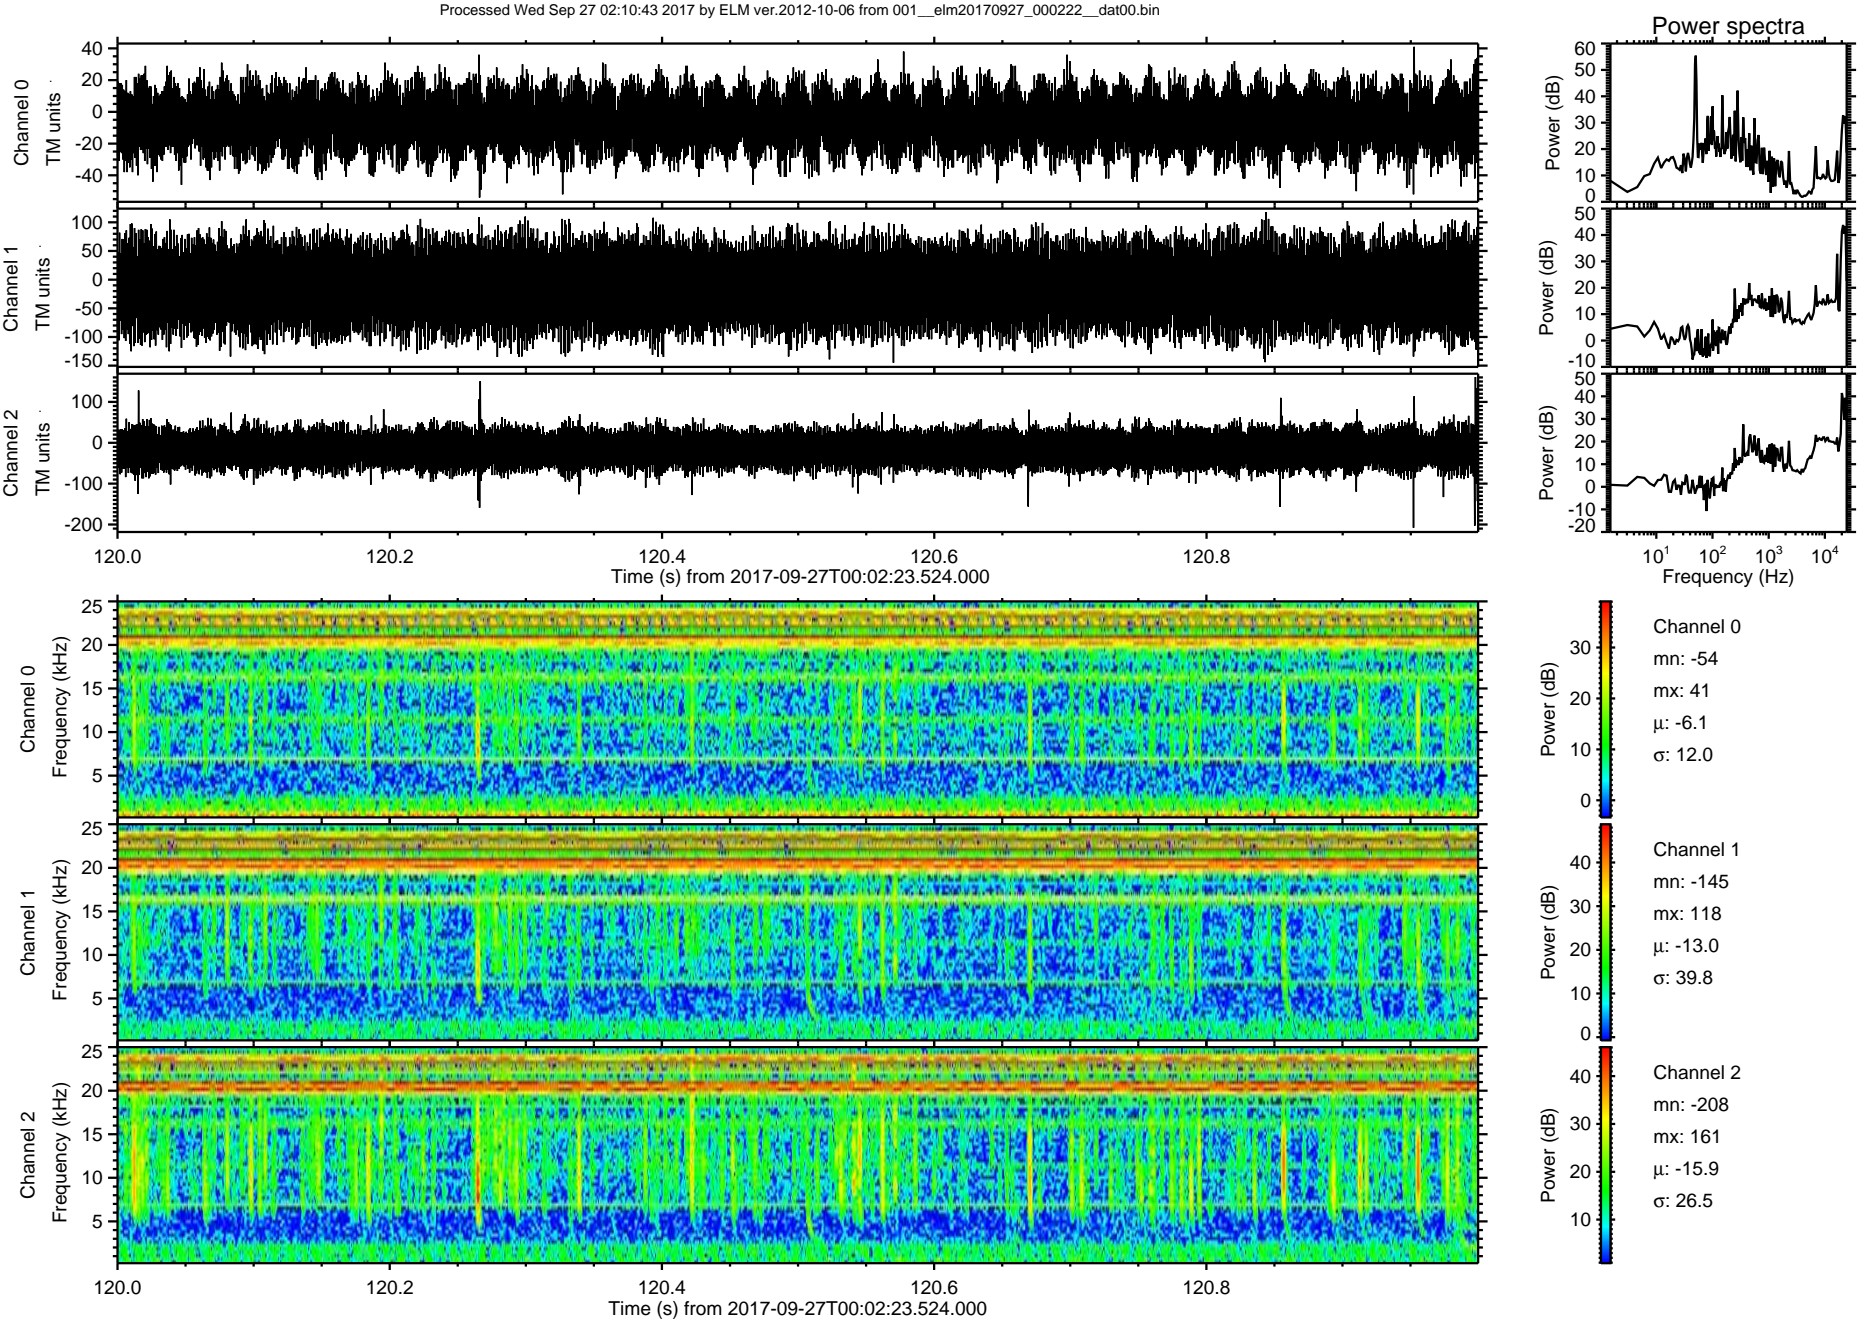 Processed Wed Sep 27 02:10:43 2017 by ELM ver.2012-10-06 from 001__elm20170927_000222__dat00.bin
Power spectra
Channel 0
TM units
40
20
0
-20
-40
Power (dB)
60
50
40
30
20
10
0
Channel 1
TM units
100
50
0
-50
-100
-150
Power (dB)
50
40
30
20
10
0
-10
Channel 2
TM units
100
0
-100
-200
Power (dB)
50
40
30
20
10
0
-10
-20
120.0 120.2 120.4 120.6 120.8
Time (s) from 2017-09-27T00:02:23.524.000
10¹ 10² 10³ 10⁴
Frequency (Hz)
Channel 0
Frequency (kHz)
25
20
15
10
5
Power (dB)
30
20
10
0
Channel 0
mn: -54
mx: 41
μ: -6.1
σ: 12.0
Channel 1
Frequency (kHz)
25
20
15
10
5
Power (dB)
40
30
20
10
0
Channel 1
mn: -145
mx: 118
μ: -13.0
σ: 39.8
Channel 2
Frequency (kHz)
25
20
15
10
5
Power (dB)
40
30
20
10
Channel 2
mn: -208
mx: 161
μ: -15.9
σ: 26.5
120.0 120.2 120.4 120.6 120.8
Time (s) from 2017-09-27T00:02:23.524.000